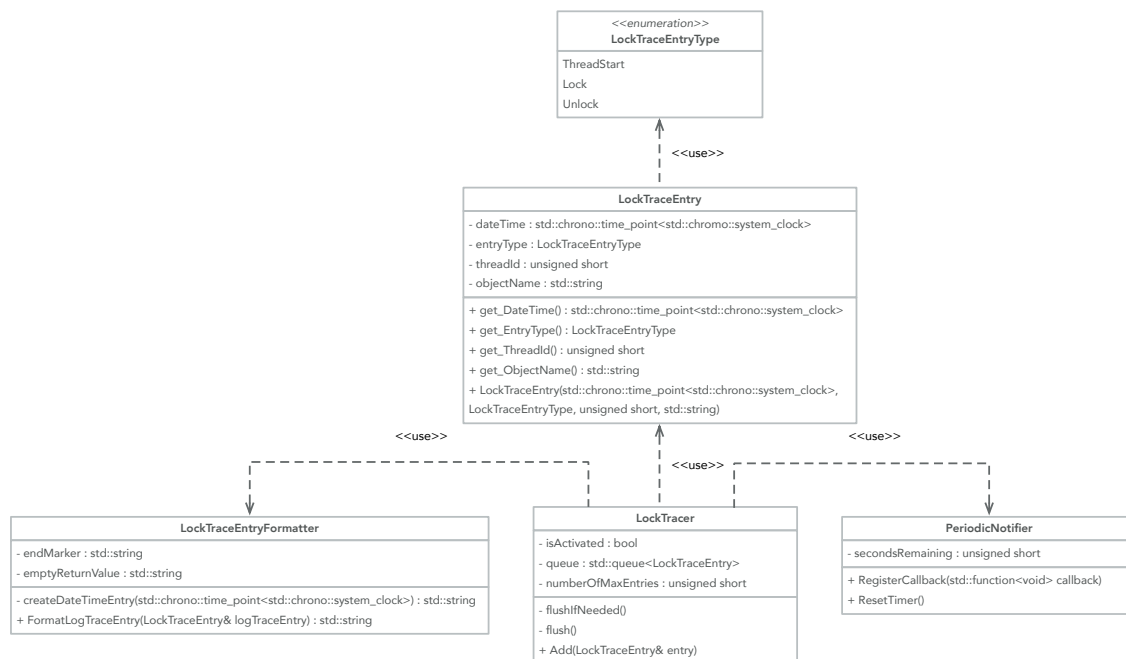 <<enumeration>>
LockTraceEntryType
ThreadStart
Lock
Unlock
<<use>>
LockTraceEntry
- dateTime : std::chrono::time_point<std::chromo::system_clock>
- entryType : LockTraceEntryType
- threadId : unsigned short
- objectName : std::string
+ get_DateTime() : std::chrono::time_point<std::chrono::system_clock>
+ get_EntryType() : LockTraceEntryType
+ get_ThreadId() : unsigned short
+ get_ObjectName() : std::string
+ LockTraceEntry(std::chrono::time_point<std::chrono::system_clock>,
LockTraceEntryType, unsigned short, std::string)
<<use>>
<<use>>
<<use>>
LockTraceEntryFormatter
- endMarker : std::string
- emptyReturnValue : std::string
- createDateTimeEntry(std::chrono::time_point<std::chrono::system_clock>) : std::string
+ FormatLogTraceEntry(LockTraceEntry& logTraceEntry) : std::string
LockTracer
- isActivated : bool
- queue : std::queue<LockTraceEntry>
- numberOfMaxEntries : unsigned short
- flushIfNeeded()
- flush()
+ Add(LockTraceEntry& entry)
PeriodicNotifier
- secondsRemaining : unsigned short
+ RegisterCallback(std::function<void> callback)
+ ResetTimer()